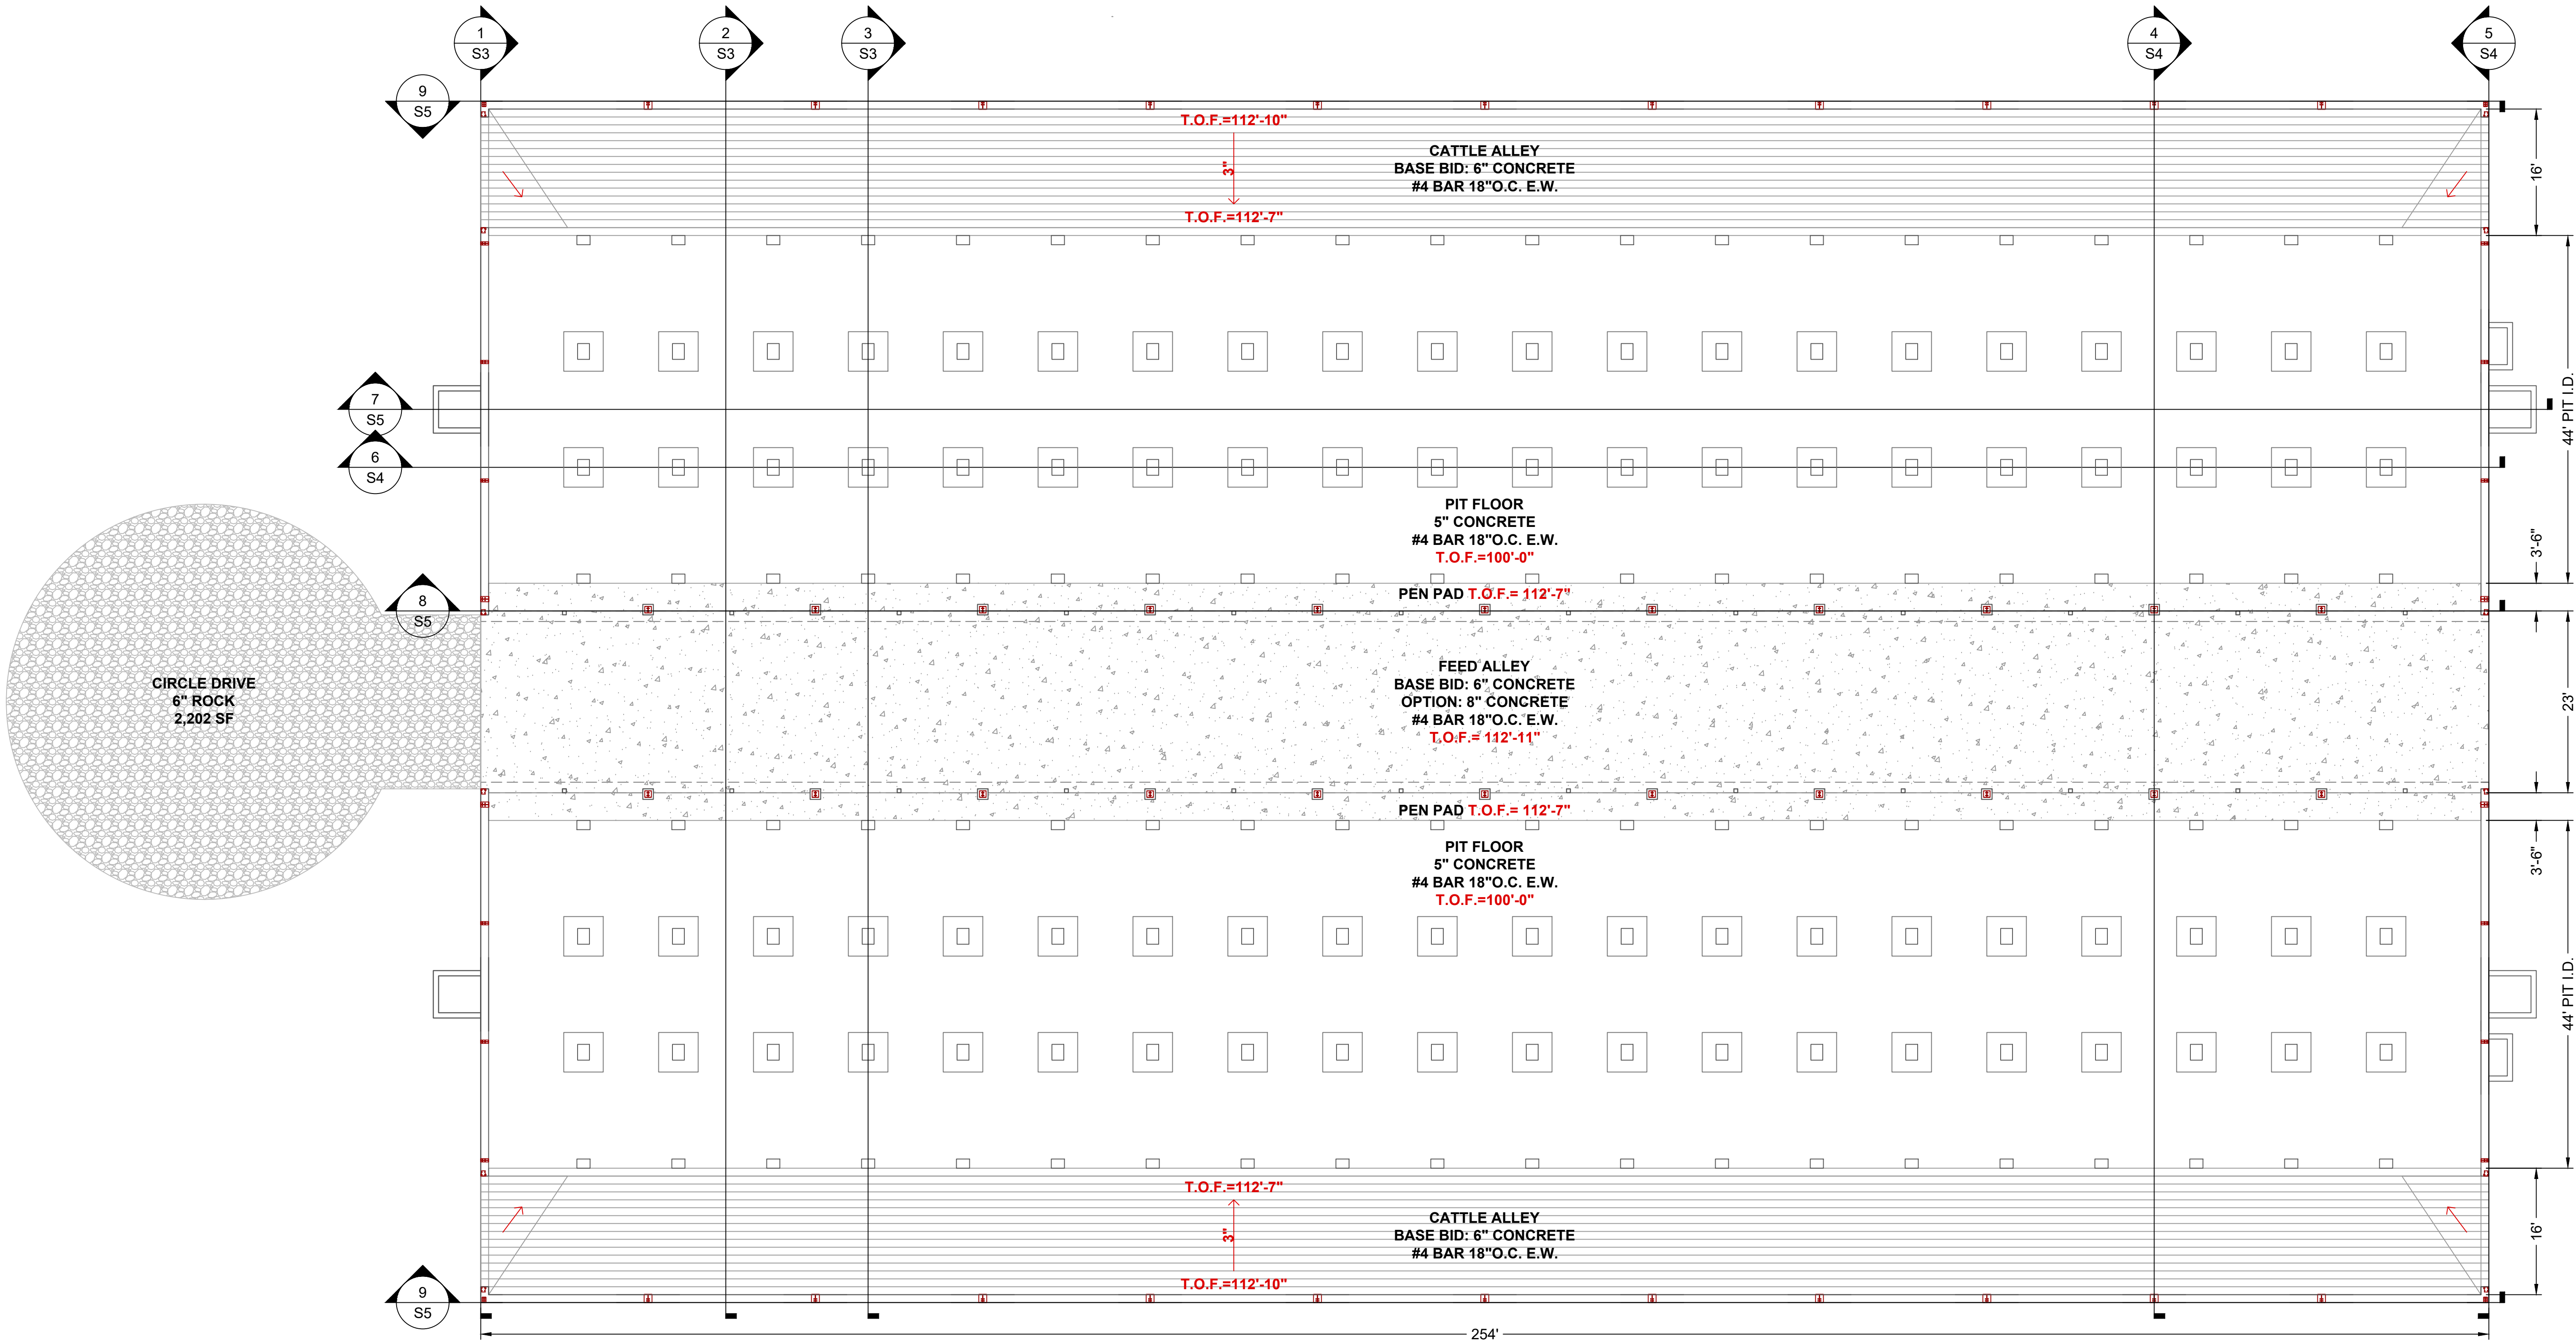 1
S3
2
S3
3
S3
4
S4
5
S4
9
S5
T.O.F.=112'-10"
3"
T.O.F.=112'-7"
CATTLE ALLEY
BASE BID: 6" CONCRETE
#4 BAR 18"O.C. E.W.
16'
7
S5
6
S4
44' PIT I.D.
PIT FLOOR
5" CONCRETE
#4 BAR 18"O.C. E.W.
T.O.F.=100'-0"
3'-6"
8
S5
PEN PAD T.O.F.= 112'-7"
CIRCLE DRIVE
6" ROCK
2,202 SF
FEED ALLEY
BASE BID: 6" CONCRETE
OPTION: 8" CONCRETE
#4 BAR 18"O.C. E.W.
T.O.F.= 112'-11"
23'
PEN PAD T.O.F.= 112'-7"
3'-6"
PIT FLOOR
5" CONCRETE
#4 BAR 18"O.C. E.W.
T.O.F.=100'-0"
44' PIT I.D.
T.O.F.=112'-7"
3"
T.O.F.=112'-10"
CATTLE ALLEY
BASE BID: 6" CONCRETE
#4 BAR 18"O.C. E.W.
16'
9
S5
254'